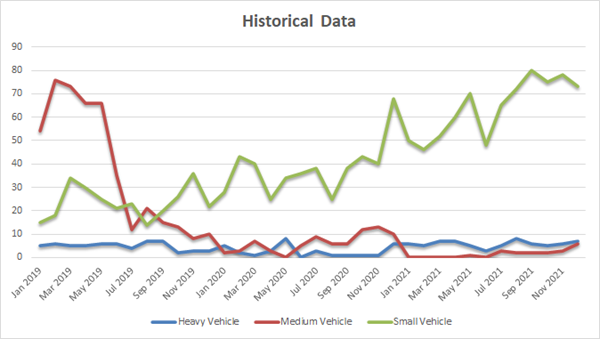 Historical Data
90
80
70
60
50
40
30
20
10
0
Jan 2019
Mar 2019
May 2019
Jul 2019
Sep 2019
Nov 2019
Jan 2020
Mar 2020
May 2020
Jul 2020
Sep 2020
Nov 2020
Jan 2021
Mar 2021
May 2021
Jul 2021
Sep 2021
Nov 2021
Heavy Vehicle Medium Vehicle Small Vehicle